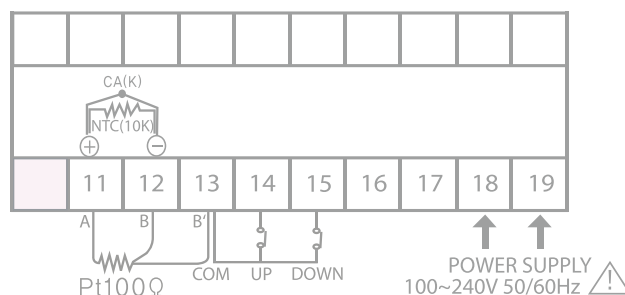 CA(K)
NTC(10K)
+ −
11 12 13 14 15 16 17 18 19
A B B'
COM UP DOWN
Pt100Ω
POWER SUPPLY
100~240V 50/60Hz
!